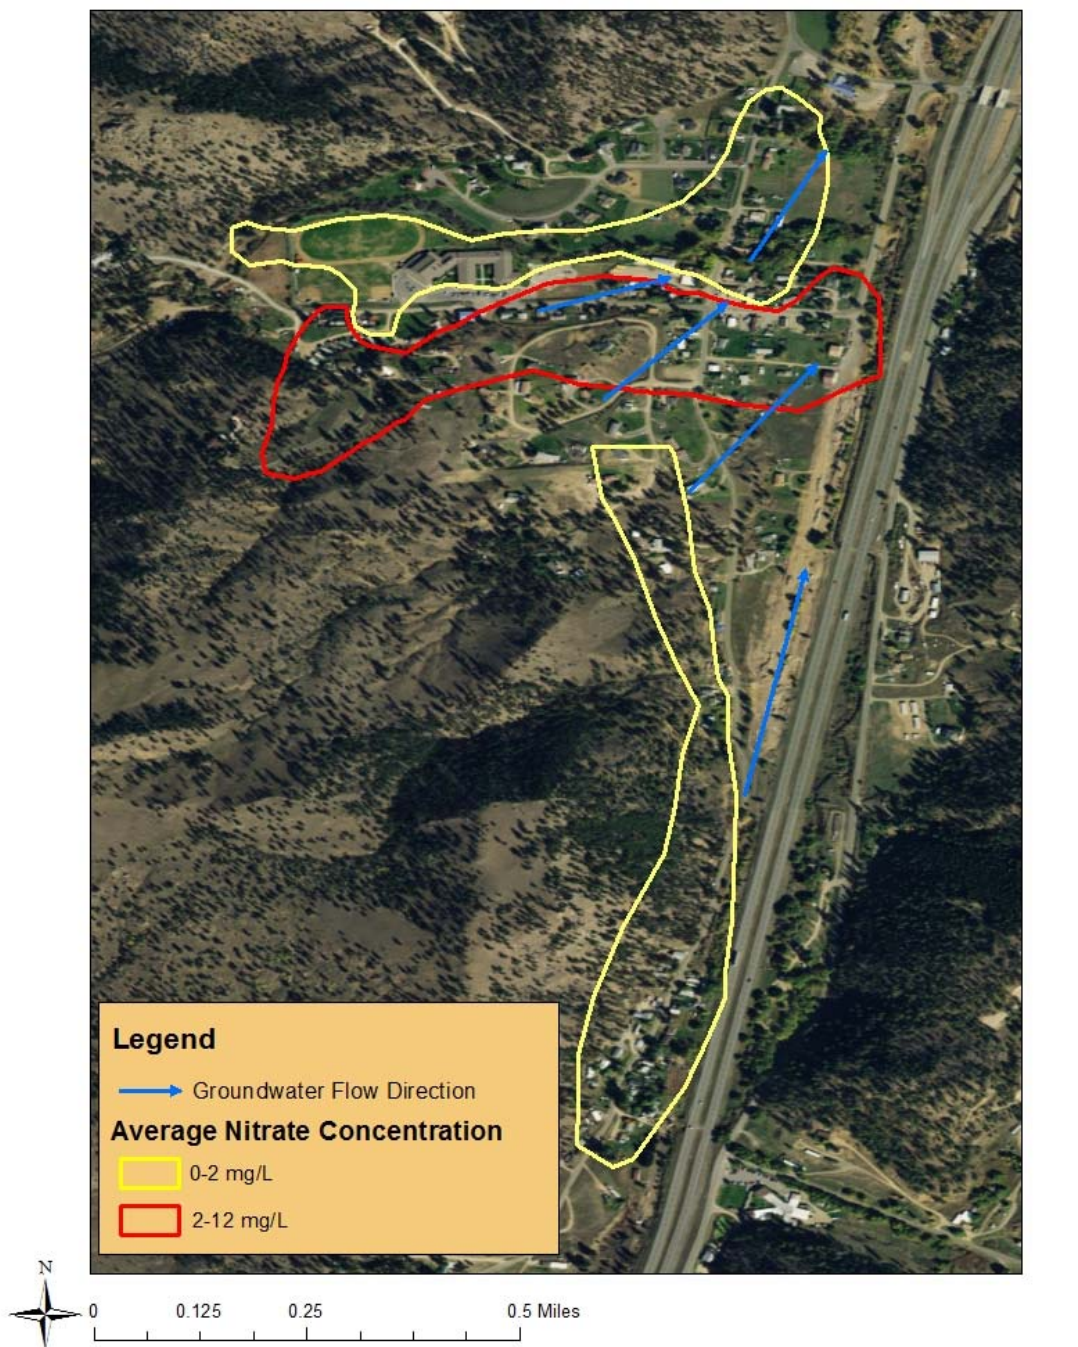 Legend
Groundwater Flow Direction
Average Nitrate Concentration
0-2 mg/L
2-12 mg/L
N
0 0.125 0.25 0.5 Miles